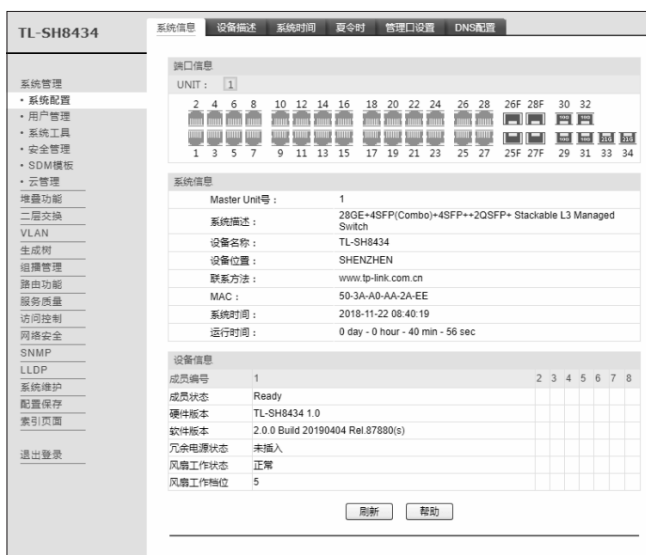 TL-SH8434
系统信息 设备描述 系统时间 夏令时 管理口设置 DNS配置
系统管理
• 系统配置
• 用户管理
• 系统工具
• 安全管理
• SDM模板
• 云管理
堆叠功能
二层交换
VLAN
生成树
组播管理
路由功能
服务质量
访问控制
网络安全
SNMP
LLDP
系统维护
配置保存
索引页面
退出登录
端口信息
UNIT： 1
2 4 6 8 10 12 14 16 18 20 22 24 26 28 26F 28F 30 32
1 3 5 7 9 11 13 15 17 19 21 23 25 27 25F 27F 29 31 33 34
系统信息
Master Unit号： 1
系统描述： 28GE+4SFP(Combo)+4SFP++2QSFP+ Stackable L3 Managed
Switch
设备名称： TL-SH8434
设备位置： SHENZHEN
联系方法： www.tp-link.com.cn
MAC： 50-3A-A0-AA-2A-EE
系统时间： 2018-11-22 08:40:19
运行时间： 0 day - 0 hour - 40 min - 56 sec
设备信息
成员编号 1 2 3 4 5 6 7 8
成员状态 Ready
硬件版本 TL-SH8434 1.0
软件版本 2.0.0 Build 20190404 Rel.87880(s)
冗余电源状态 未插入
风扇工作状态 正常
风扇工作档位 5
刷新 帮助